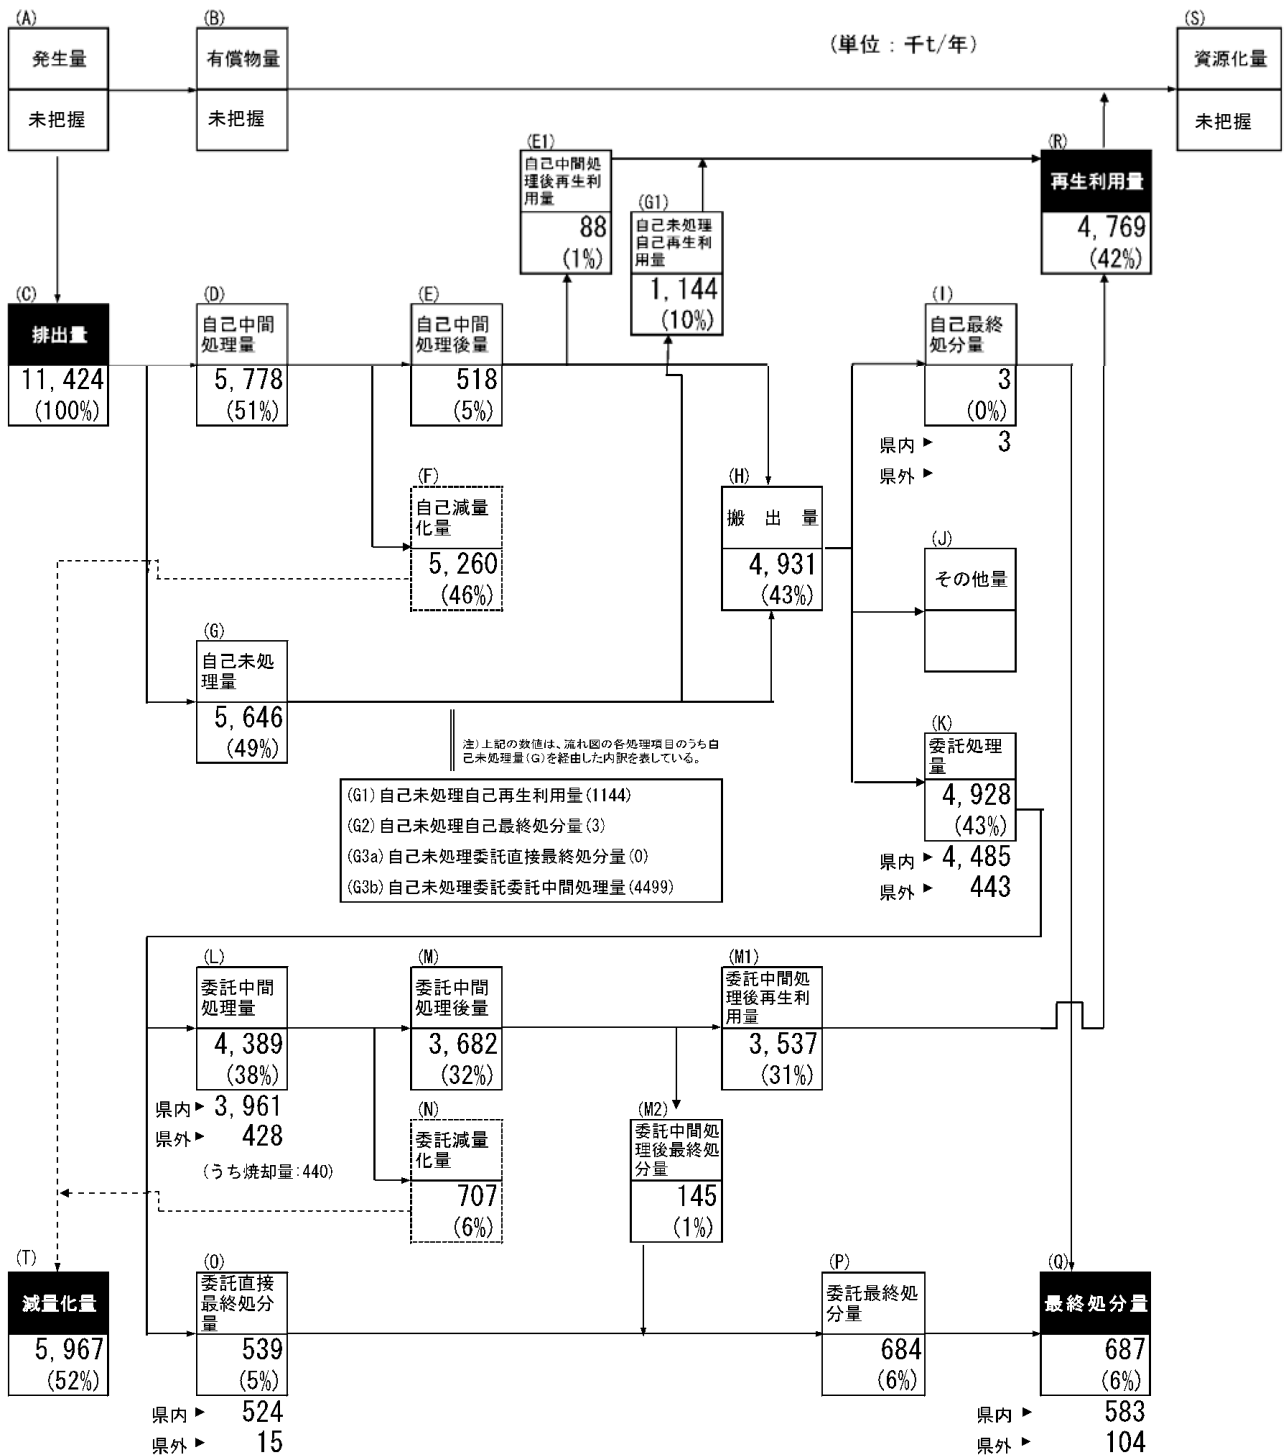 (A)
発生量
未把握
(B)
有償物量
未把握
(単位：千t/年)
(S)
資源化量
未把握
(E1)
自己中間処
理後再生利
用量
88
(1%)
(G1)
自己未処理
自己再生利
用量
1,144
(10%)
(R)
再生利用量
4,769
(42%)
(C)
排出量
11,424
(100%)
(D)
自己中間
処理量
5,778
(51%)
(E)
自己中間
処理後量
518
(5%)
(I)
自己最終
処分量
3
(0%)
県内 ► 3
県外 ►
(F)
自己減量
化量
5,260
(46%)
(H)
搬 出 量
4,931
(43%)
(J)
その他量
(G)
自己未処
理量
5,646
(49%)
(K)
委託処理
量
4,928
(43%)
県内 ► 4,485
県外 ► 443
注)上記の数値は、流れ図の各処理項目のうち自
己未処理量(G)を経由した内訳を表している。
(G1)自己未処理自己再生利用量(1144)
(G2)自己未処理自己最終処分量(3)
(G3a)自己未処理委託直接最終処分量(0)
(G3b)自己未処理委託委託中間処理量(4499)
(L)
委託中間
処理量
4,389
(38%)
県内 ► 3,961
県外 ► 428
(うち焼却量:440)
(M)
委託中間
処理後量
3,682
(32%)
(M1)
委託中間処
理後再生利
用量
3,537
(31%)
(N)
委託減量
化量
707
(6%)
(M2)
委託中間処
理後最終処
分量
145
(1%)
(T)
減量化量
5,967
(52%)
(O)
委託直接
最終処分
量
539
(5%)
県内 ► 524
県外 ► 15
(P)
委託最終処
分量
684
(6%)
(Q)
最終処分量
687
(6%)
県内 ► 583
県外 ► 104